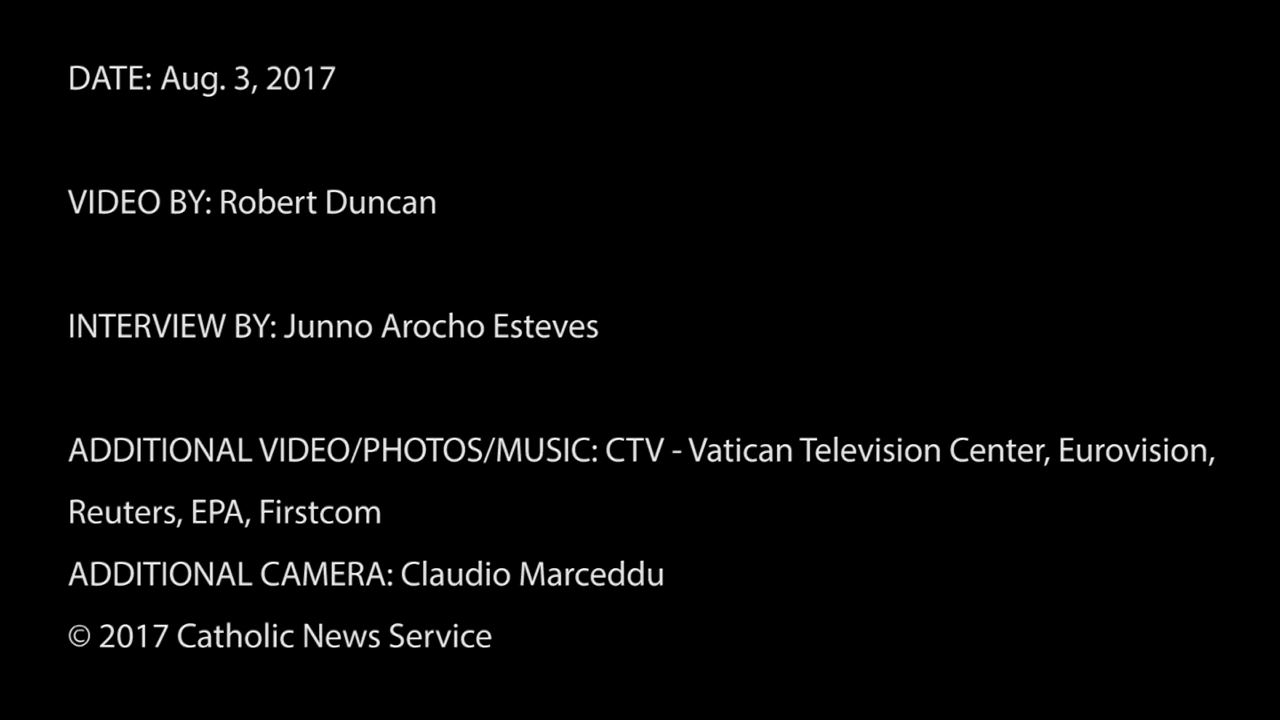 DATE: Aug. 3, 2017
VIDEO BY: Robert Duncan
INTERVIEW BY: Junno Arocho Esteves
ADDITIONAL VIDEO/PHOTOS/MUSIC: CTV - Vatican Television Center, Eurovision,
Reuters, EPA, Firstcom
ADDITIONAL CAMERA: Claudio Marceddu
© 2017 Catholic News Service